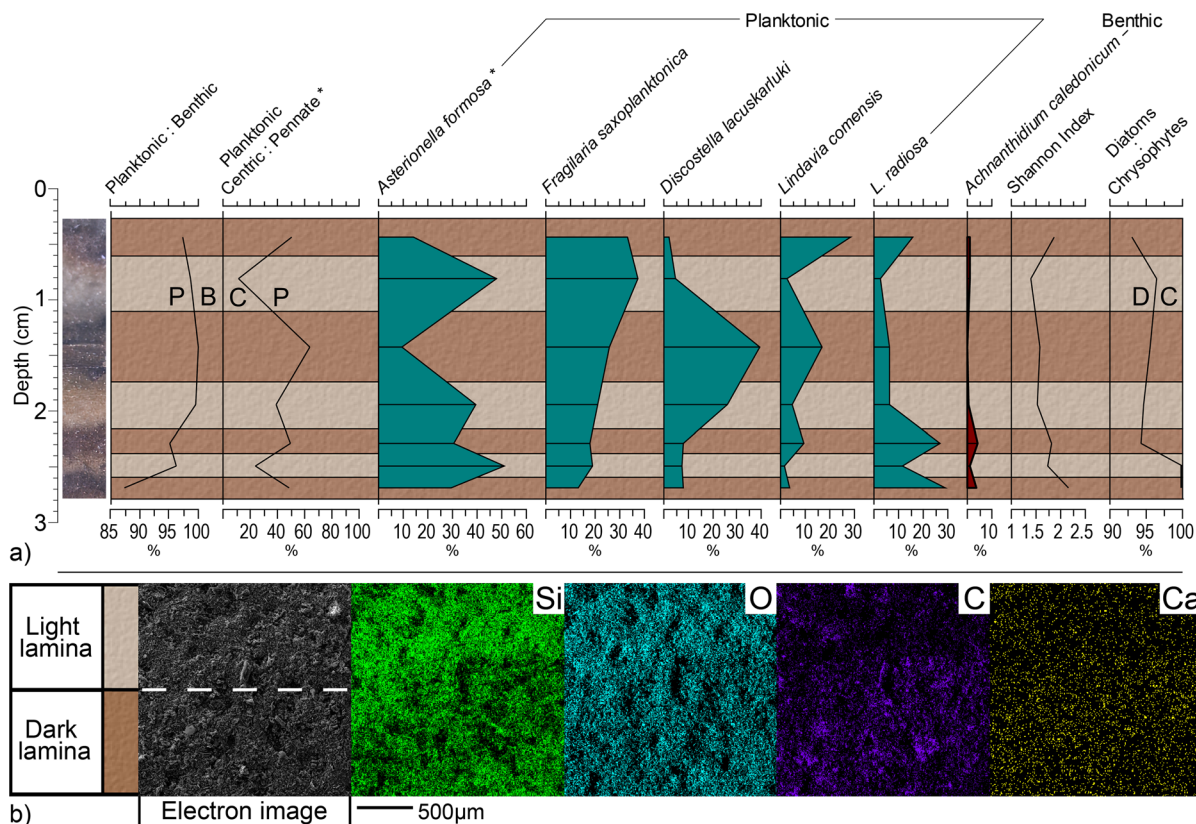 Planktonic
Benthic
Planktonic : Benthic
Planktonic
Centric : Pennate *
Asterionella formosa *
Fragilaria saxoplanktonica
Discostella lacuskarluki
Lindavia comensis
L. radiosa
Achnanthidium caledonicum
Shannon Index
Diatoms
:
Chrysophytes
Depth (cm)
0
1
2
3
P B C P
D C
85 90 95 100
20 40 60 80 100
10 20 30 40 50 60
10 20 30 40
10 20 30 40
10 20 30
10 20 30
10
1 1.5 2 2.5
90 95 100
% % % % % % % % %
a)
Light
lamina
Dark
lamina
Si
O
C
Ca
b)
Electron image
500μm